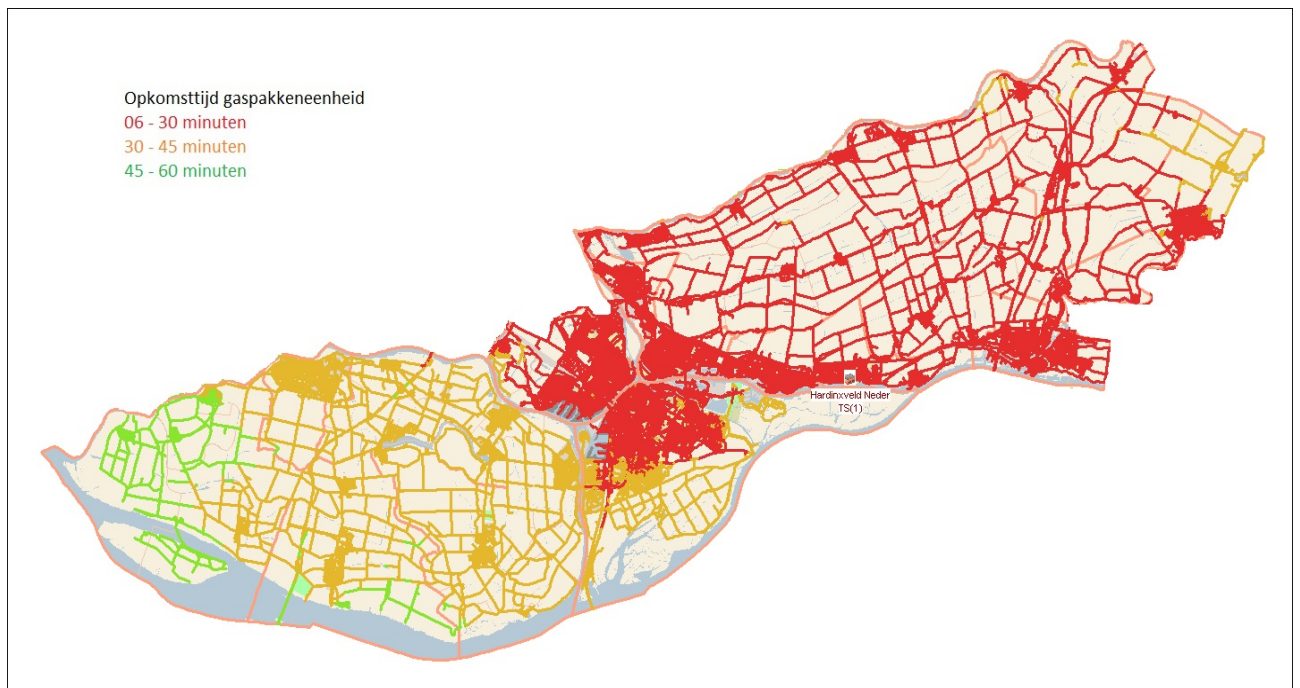 Opkomsttijd gaspakkeneenheid
06 - 30 minuten
30 - 45 minuten
45 - 60 minuten
Hardinxveld Neder
TS(1)